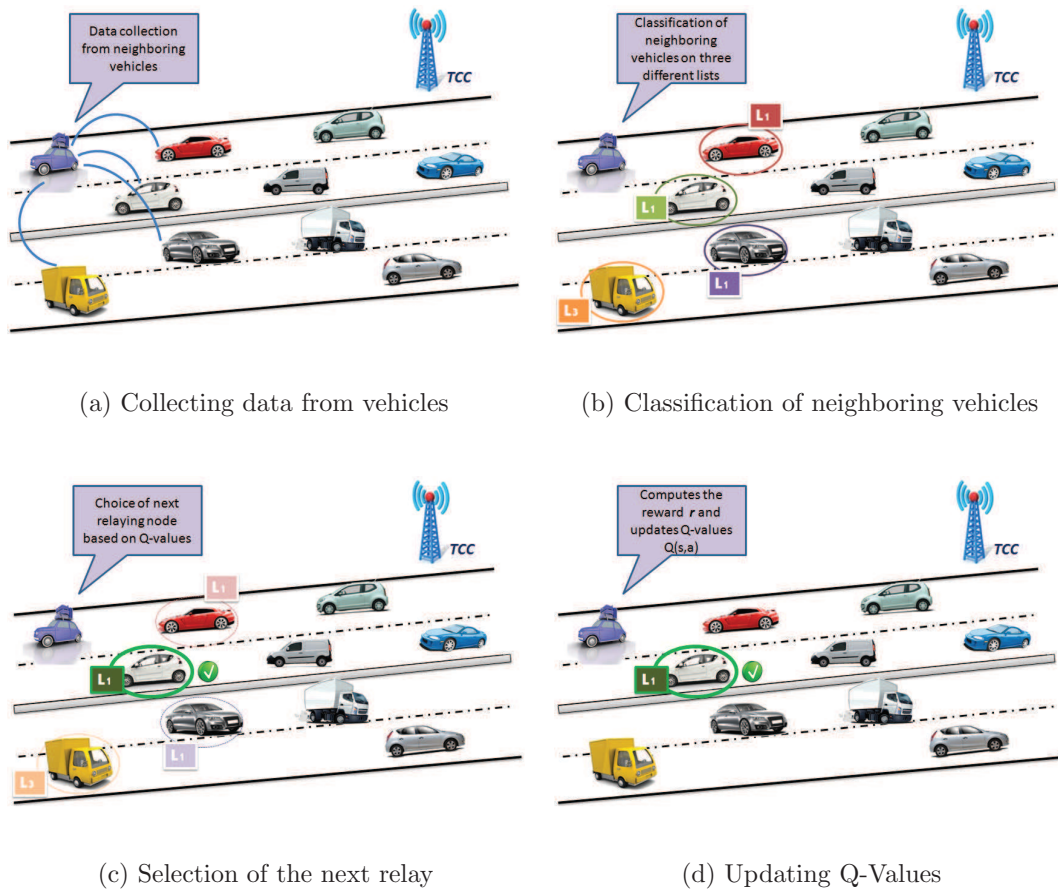 Data collection
from neighboring
vehicles
TCC
(a) Collecting data from vehicles
Classification of
neighboring
vehicles on three
different lists
TCC
L1
L1
L1
L3
(b) Classification of neighboring vehicles
Choice of next
relaying node
based on Q-values
TCC
L1
L1
L1
L3
(c) Selection of the next relay
Computes the
reward r and
updates Q-values
Q(s,a)
TCC
L1
(d) Updating Q-Values